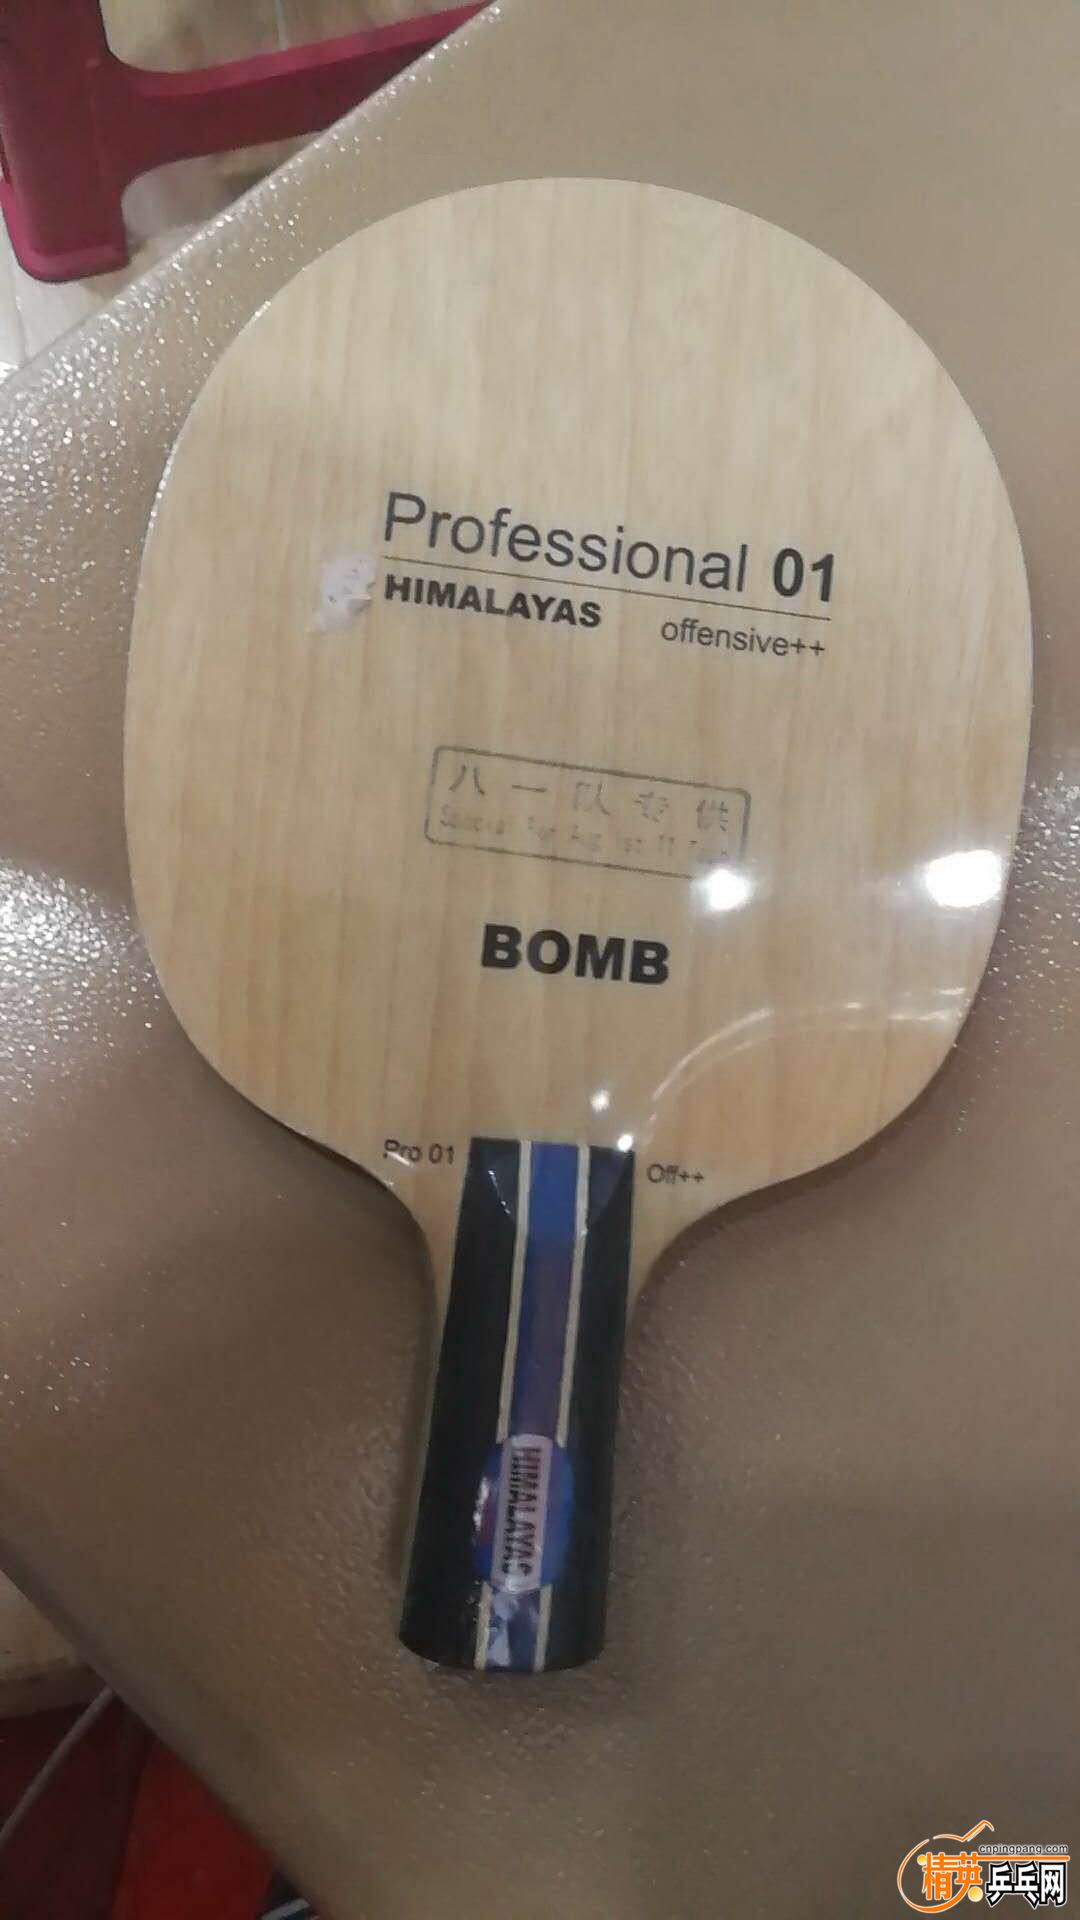 Professional 01
HIMALAYAS offensive++
八一队专供
BOMB
Pro 01
Off++
HIMALAYAS
cnpingpang.com
精英乒乓网